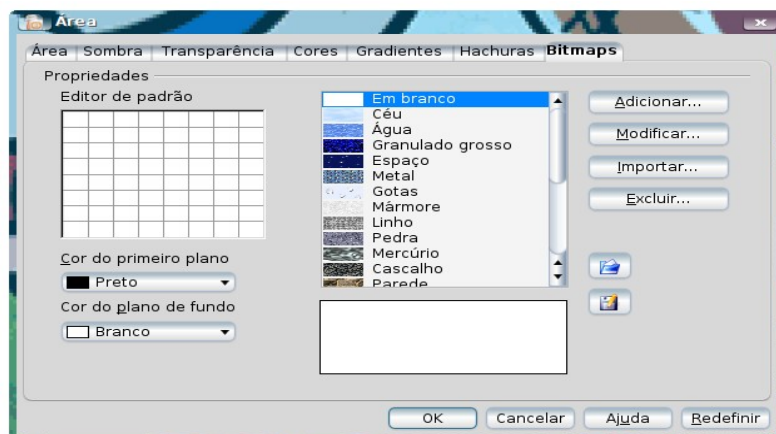 Área
Área Sombra Transparência Cores Gradientes Hachuras Bitmaps
Propriedades
Editor de padrão
Cor do primeiro plano
Preto
Cor do plano de fundo
Branco
Em branco
Céu
Água
Granulado grosso
Espaço
Metal
Gotas
Mármore
Linho
Pedra
Mercúrio
Cascalho
Parede
Adicionar...
Modificar...
Importar...
Excluir...
OK Cancelar Ajuda Redefinir